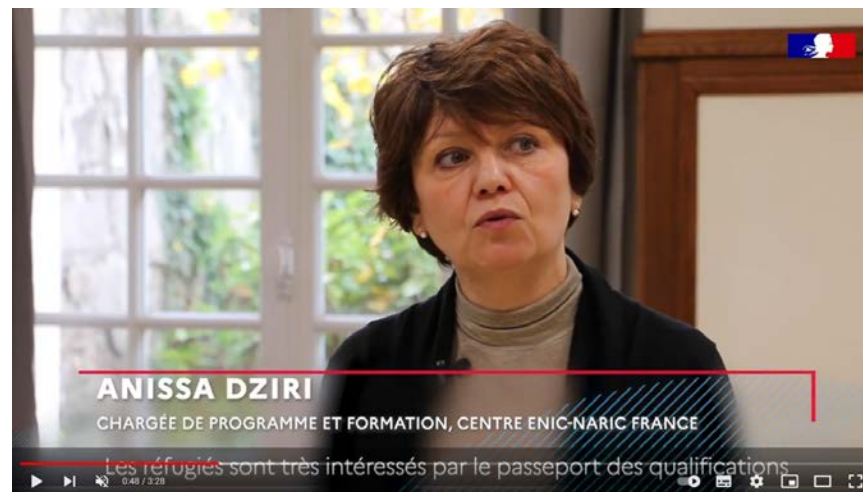 ANISSA DZIRI
CHARGÉE DE PROGRAMME ET FORMATION, CENTRE ENIC-NARIC FRANCE
Les réfugiés sont très intéressés par le passeport des qualifications
0:48 / 3:28